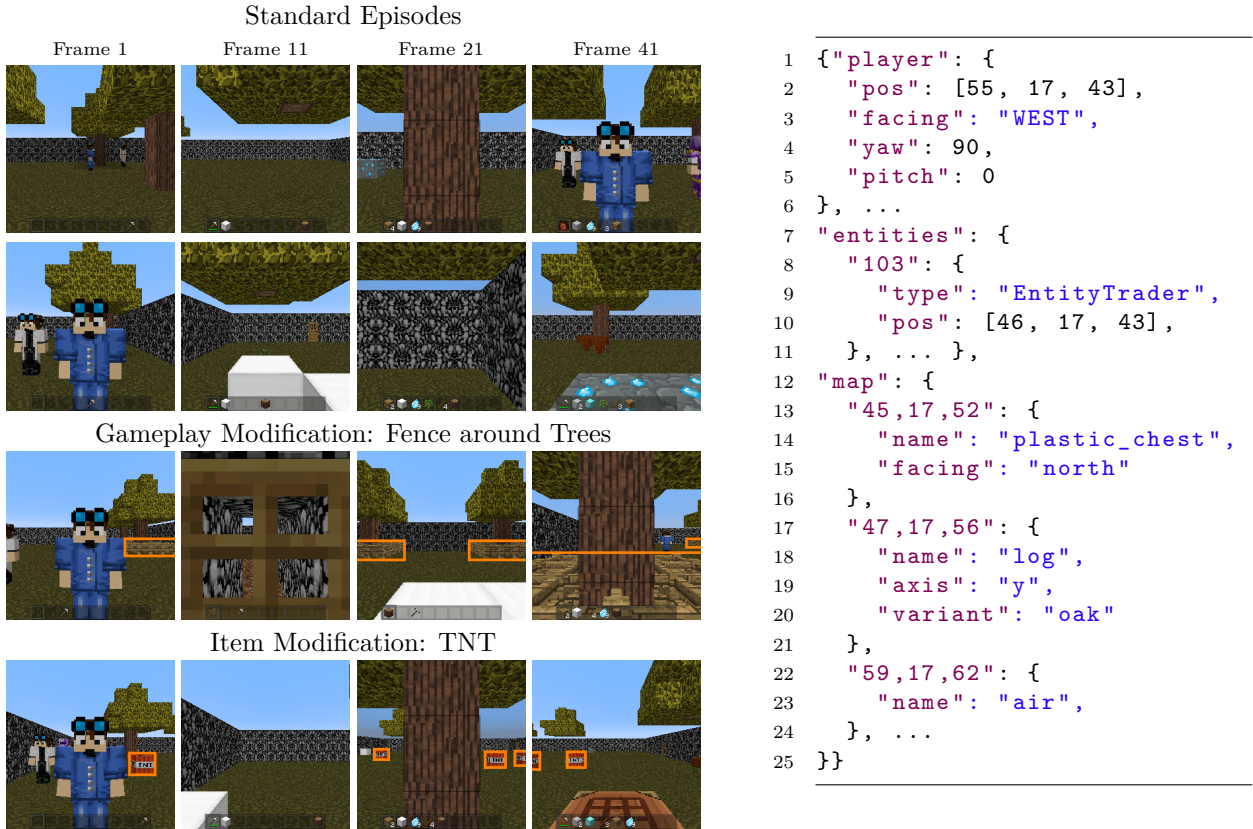 Standard Episodes
Frame 1 Frame 11 Frame 21 Frame 41
Gameplay Modification: Fence around Trees
Item Modification: TNT
TNT
TNT
TNT
1 {"player": {
2 "pos": [55, 17, 43],
3 "facing": "WEST",
4 "yaw": 90,
5 "pitch": 0
6 }, ...
7 "entities": {
8 "103": {
9 "type": "EntityTrader",
10 "pos": [46, 17, 43],
11 }, ... },
12 "map": {
13 "45,17,52": {
14 "name": "plastic_chest",
15 "facing": "north"
16 },
17 "47,17,56": {
18 "name": "log",
19 "axis": "y",
20 "variant": "oak"
21 },
22 "59,17,62": {
23 "name": "air",
24 }, ...
25 }}